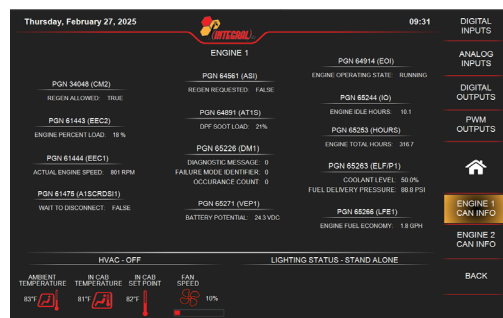 Thursday, February 27, 2025
INTEGROL
09:31
ENGINE 1
PGN 34048 (CM2)
REGEN ALLOWED: TRUE
PGN 61443 (EEC2)
ENGINE PERCENT LOAD: 18 %
PGN 61444 (EEC1)
ACTUAL ENGINE SPEED: 801 RPM
PGN 61475 (A1SCRDSI1)
WAIT TO DISCONNECT: FALSE
PGN 64561 (ASI)
REGEN REQUESTED: FALSE
PGN 64891 (AT1S)
DPF SOOT LOAD: 21%
PGN 65226 (DM1)
DIAGNOSTIC MESSAGE: 0
FAILURE MODE IDENTIFIER: 0
OCCURANCE COUNT: 0
PGN 65271 (VEP1)
BATTERY POTENTIAL: 24.3 VDC
PGN 64914 (EOI)
ENGINE OPERATING STATE: RUNNING
PGN 65244 (IO)
ENGINE IDLE HOURS: 10.1
PGN 65253 (HOURS)
ENGINE TOTAL HOURS: 316.7
PGN 65263 (ELF/P1)
COOLANT LEVEL: 50.0%
FUEL DELIVERY PRESSURE: 88.8 PSI
PGN 65266 (LFE1)
ENGINE FUEL ECONOMY: 1.8 GPH
HVAC - OFF
AMBIENT
TEMPERATURE
83°F
IN CAB
TEMPERATURE
81°F
IN CAB
SET POINT
82°F
FAN
SPEED
10%
LIGHTING STATUS - STAND ALONE
DIGITAL
INPUTS
ANALOG
INPUTS
DIGITAL
OUTPUTS
PWM
OUTPUTS
ENGINE 1
CAN INFO
ENGINE 2
CAN INFO
BACK